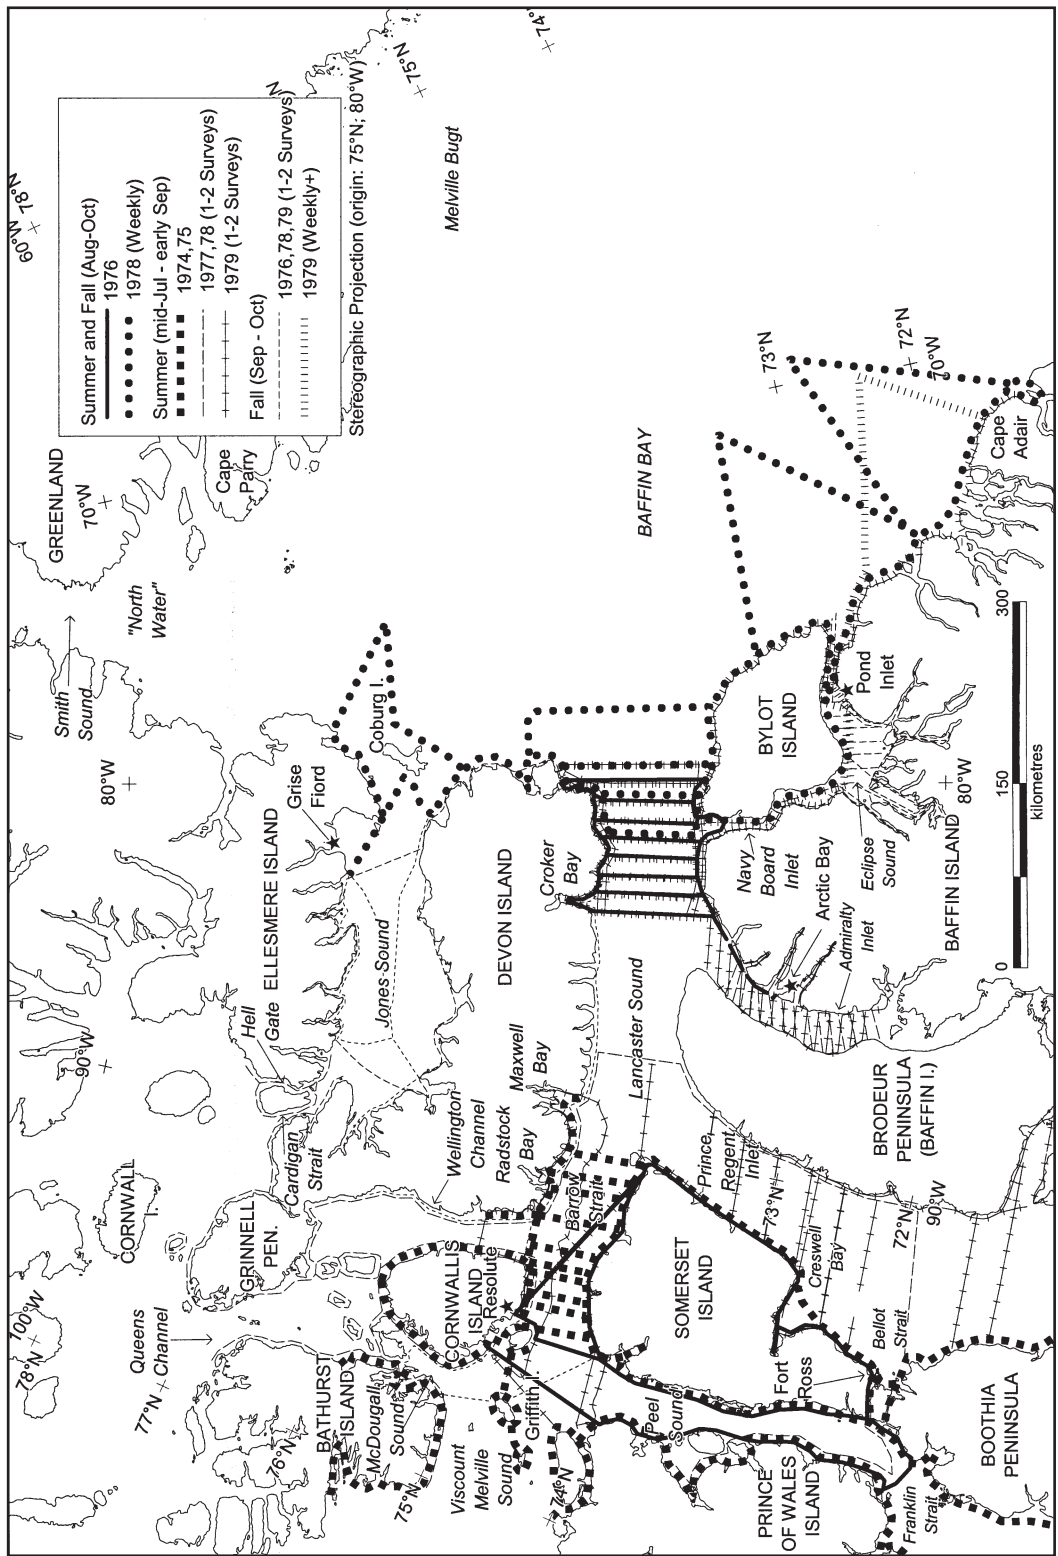 60°W
78°N
75°N
74°
N
Summer and Fall (Aug-Oct)
1976
1978 (Weekly)
Summer (mid-Jul - early Sep)
1974,75
1977,78 (1-2 Surveys)
1979 (1-2 Surveys)
Fall (Sep - Oct)
1976,78,79 (1-2 Surveys)
1979 (Weekly+)
Stereographic Projection (origin: 75°N; 80°W)
Melville Bugt
GREENLAND
70°W
Cape
Parry
"North
Water"
Smith
Sound
80°W
BAFFIN BAY
73°N
72°N
70°W
Cape
Adair
Coburg I.
Grise
Fiord
ELLESMERE ISLAND
Jones Sound
Hell
Gate
90°W
Cardigan
Strait
CORNWALL
I.
GRINNELL
PEN.
Queens
Channel
100°W
78°N
77°N
76°N
75°N
74°N
BATHURST
ISLAND
McDougall
Sound
Viscount
Melville
Sound
CORNWALLIS
ISLAND
Resolute
Griffith I.
Wellington
Channel
Radstock
Bay
Maxwell
Bay
DEVON ISLAND
Croker
Bay
Lancaster Sound
Barrow
Strait
Prince
Regent
Inlet
SOMERSET
ISLAND
73°N
Creswell
Bay
72°N
90°W
Bellot
Strait
Fort
Ross
Peel
Sound
PRINCE
OF WALES
ISLAND
Franklin
Strait
BOOTHIA
PENINSULA
BRODEUR
PENINSULA
(BAFFIN I.)
Admiralty
Inlet
Arctic Bay
Navy
Board
Inlet
Eclipse
Sound
BYLOT
ISLAND
Pond
Inlet
BAFFIN ISLAND
80°W
0
150
300
kilometres